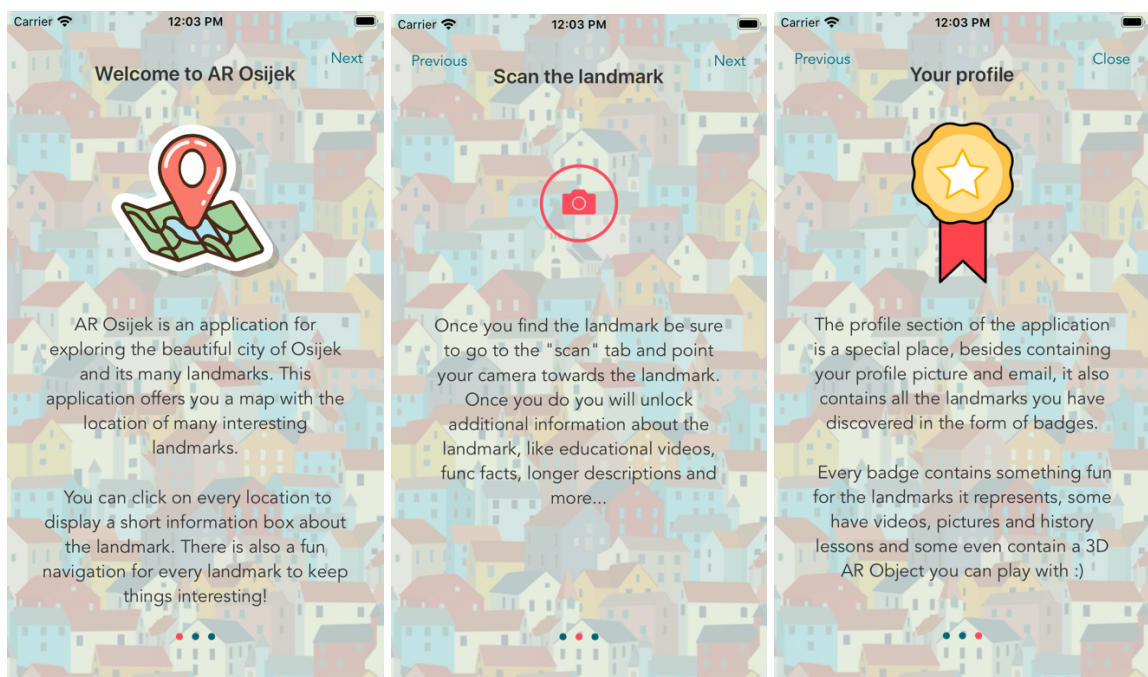 Carrier 12:03 PM
Next
Welcome to AR Osijek
AR Osijek is an application for
exploring the beautiful city of Osijek
and its many landmarks. This
application offers you a map with the
location of many interesting
landmarks.
You can click on every location to
display a short information box about
the landmark. There is also a fun
navigation for every landmark to keep
things interesting!
Carrier 12:03 PM
Previous Next
Scan the landmark
Once you find the landmark be sure
to go to the "scan" tab and point
your camera towards the landmark.
Once you do you will unlock
additional information about the
landmark, like educational videos,
func facts, longer descriptions and
more...
Carrier 12:03 PM
Previous Close
Your profile
The profile section of the application
is a special place, besides containing
your profile picture and email, it also
contains all the landmarks you have
discovered in the form of badges.
Every badge contains something fun
for the landmarks it represents, some
have videos, pictures and history
lessons and some even contain a 3D
AR Object you can play with :)